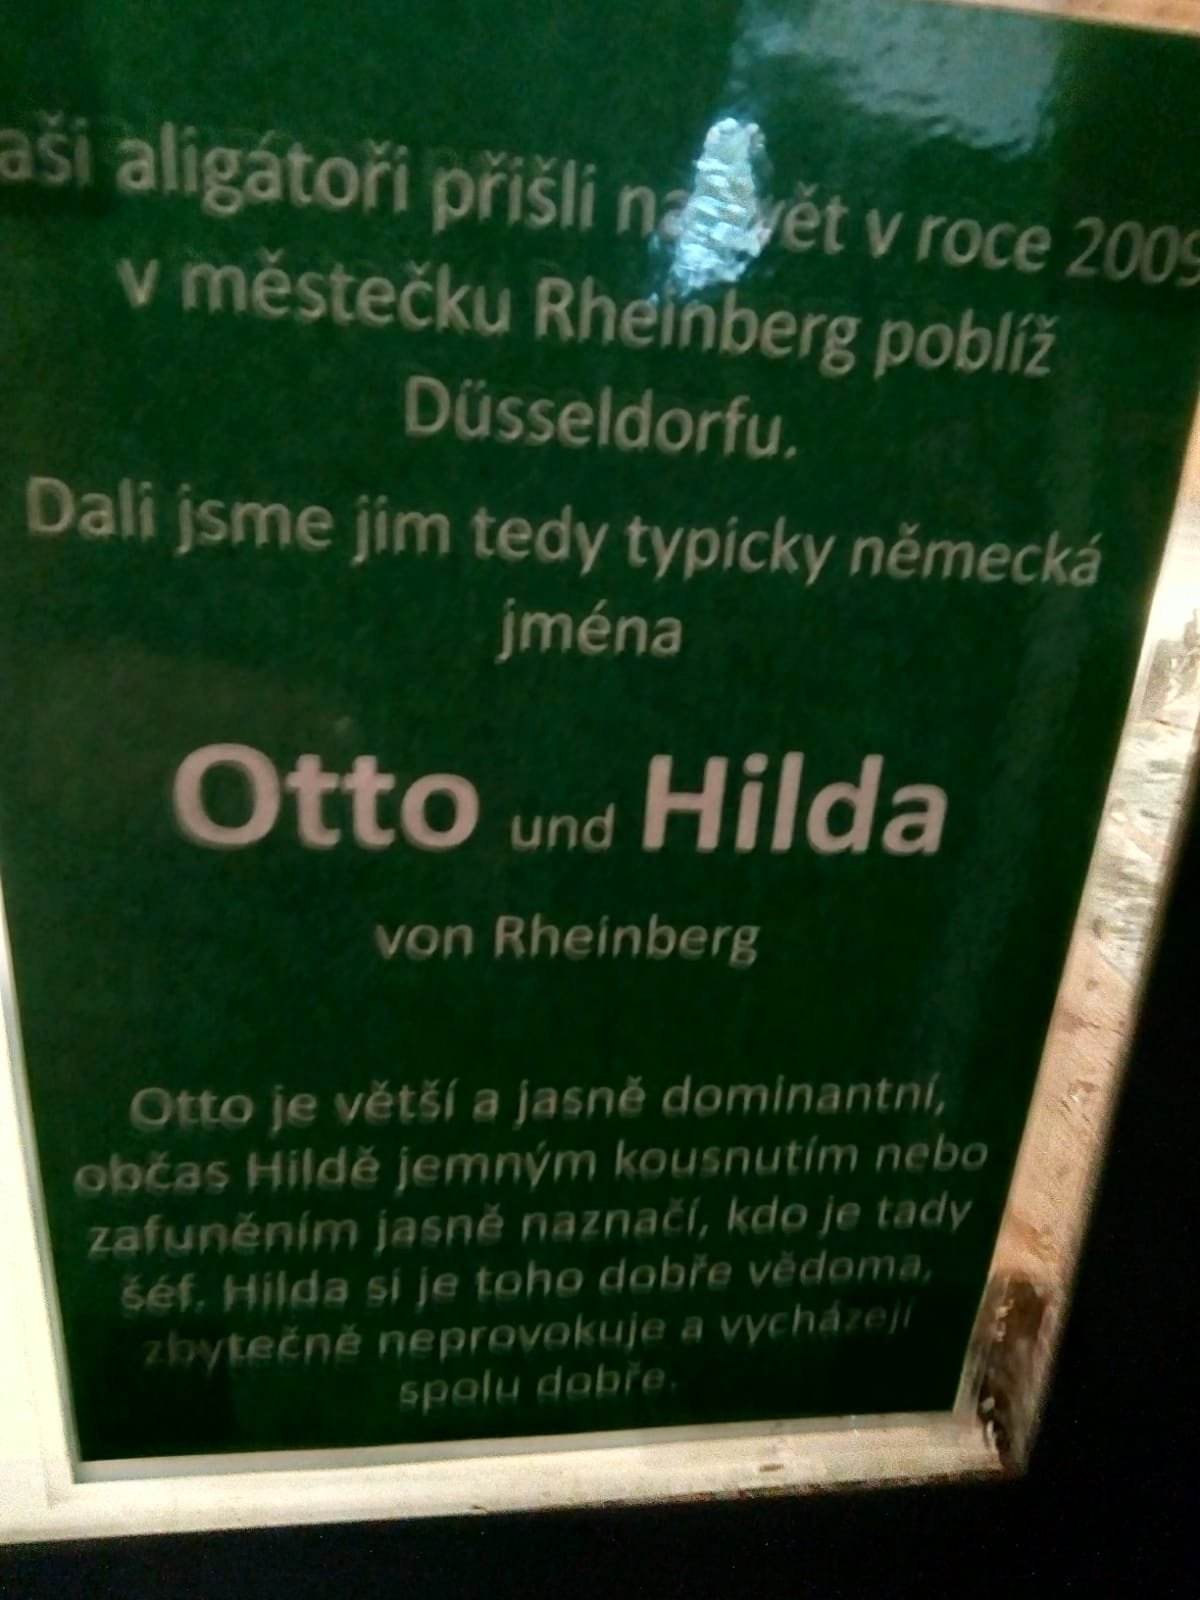 aši aligátoři přišli na svět v roce 2009
v městečku Rheinberg poblíž
Düsseldorfu.
Dali jsme jim tedy typicky německá
jména
Otto und Hilda
von Rheinberg
Otto je větší a jasně dominantní,
občas Hildě jemným kousnutím nebo
zafuněním jasně naznačí, kdo je tady
šéf. Hilda si je toho dobře vědoma,
zbytečně neprovokuje a vycházejí
spolu dobře.